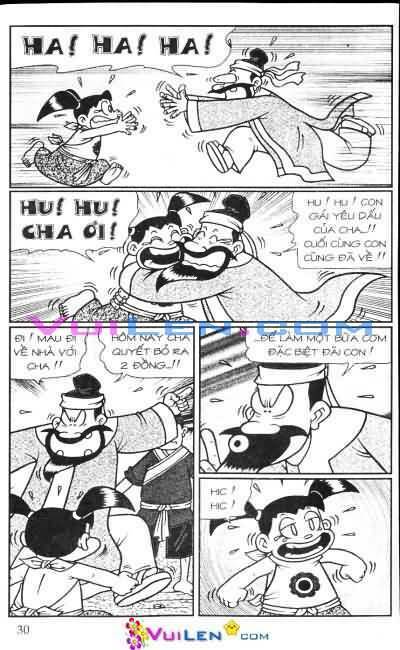 HA! HA! HA!
HU! HU!
CHA ƠI!
HU! HU! CON
GÁI YÊU DẤU
CỦA CHA..!!
CUỐI CÙNG CON
CŨNG ĐÃ VỀ!!
VuiLen.com
ĐI! MAU ĐI
VỀ NHÀ VỚI
CHA!!
HÔM NAY CHA
QUYẾT BỎ RA
2 ĐỒNG..!!
...ĐỂ LÀM MỘT BỮA CƠM
ĐẶC BIỆT ĐÃI CON!
HIC!
HIC!
30
VuiLen.com